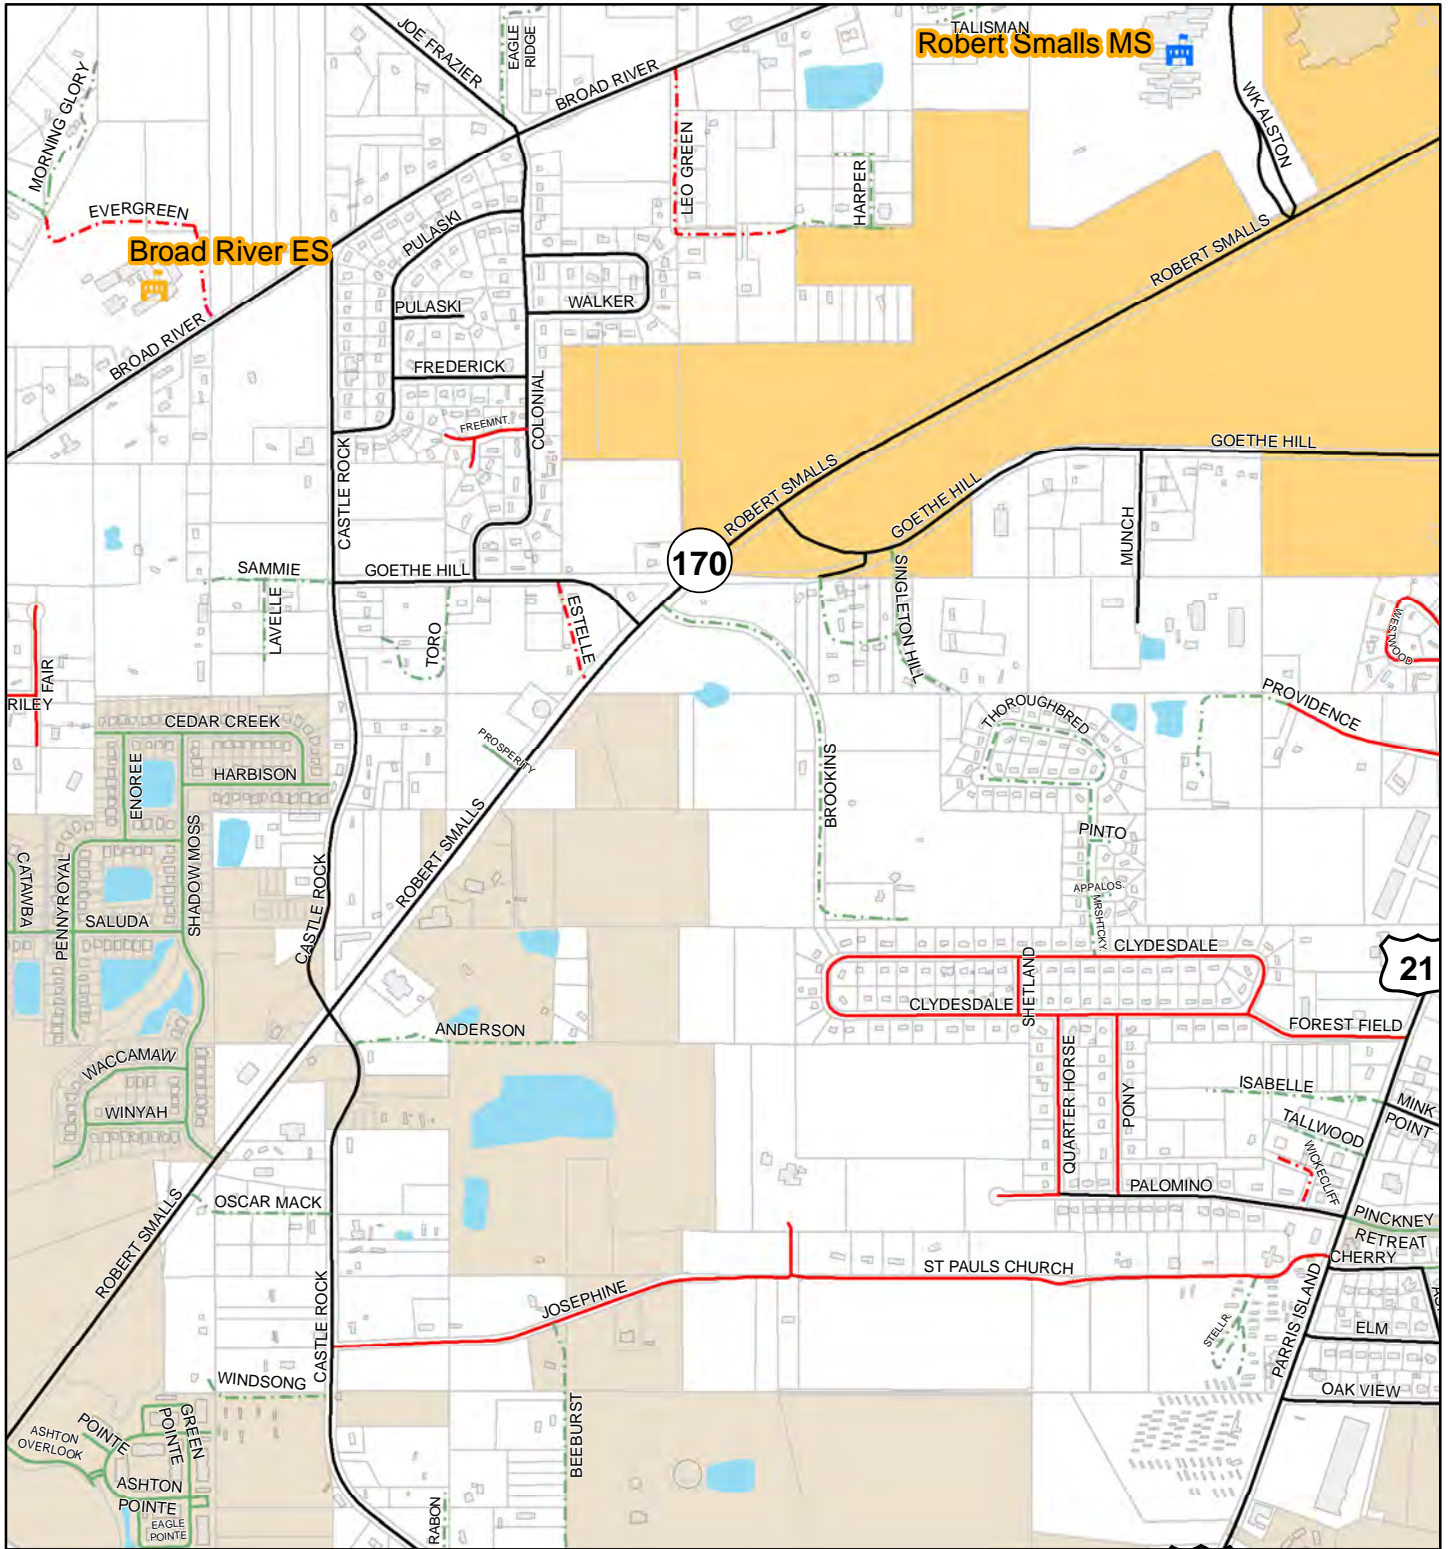 JOE FRAZIER
EAGLE
RIDGE
TALISMAN
Robert Smalls MS
BROAD RIVER
MORNING GLORY
WK ALSTON
LEO GREEN
HARPER
EVERGREEN
PULASKI
Broad River ES
ROBERT SMALLS
PULASKI
WALKER
BROAD RIVER
FREDERICK
COLONIAL
FREEMNT.
GOETHE HILL
CASTLE ROCK
ROBERT SMALLS
GOETHE HILL
MUNCH
170
SAMMIE
GOETHE HILL
LAVELLE
TORO
ESTELLE
SINGLETON HILL
WESTWOOD
FAIR
RILEY
PROVIDENCE
CEDAR CREEK
THOROUGHBRED
PROSPERITY
ENOREE
HARBISON
BROOKINS
PINTO
ROBERT SMALLS
SHADOW MOSS
CATAWBA
PENNYROYAL
APPALOS.
MRSHTCKY.
SALUDA
CASTLE ROCK
CLYDESDALE
21
CLYDESDALE
SHETLAND
ANDERSON
FOREST FIELD
WACCAMAW
QUARTER HORSE
PONY
ISABELLE
MINK
POINT
WINYAH
TALLWOOD
WICKECLIFF
OSCAR MACK
PALOMINO
ROBERT SMALLS
PINCKNEY
RETREAT
CHERRY
ST PAULS CHURCH
JOSEPHINE
CASTLE ROCK
PARRIS ISLAND
STELLR.
ELM
WINDSONG
OAK VIEW
BEEBURST
POINTE
GREEN
POINTE
ASHTON
OVERLOOK
ASHTON
POINTE
EAGLE
POINTE
RABON